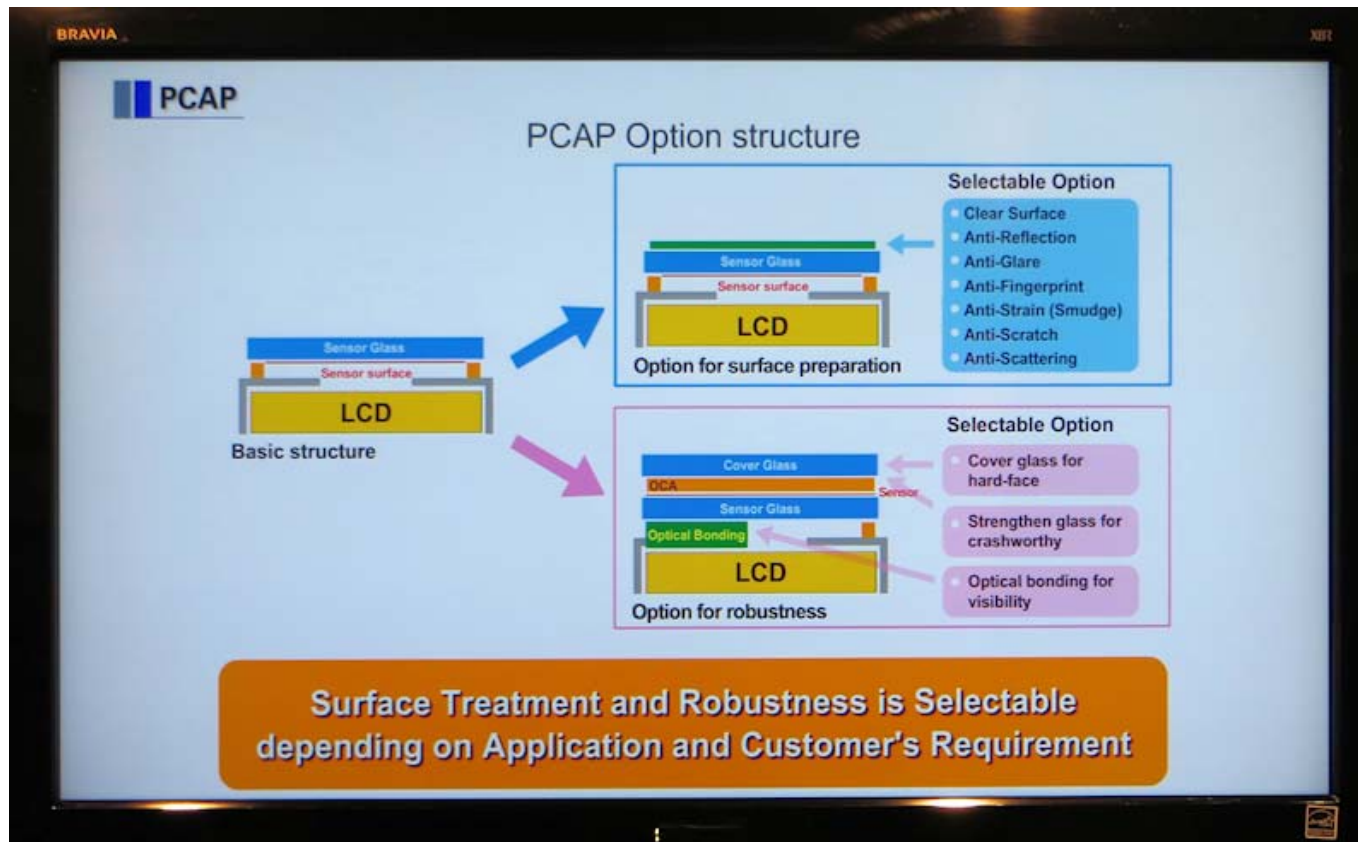 BRAVIA
XBR
PCAP
PCAP Option structure
Sensor Glass
Sensor surface
LCD
Basic structure
Sensor Glass
Sensor surface
LCD
Option for surface preparation
Selectable Option
Clear Surface
Anti-Reflection
Anti-Glare
Anti-Fingerprint
Anti-Strain (Smudge)
Anti-Scratch
Anti-Scattering
Cover Glass
OCA
Sensor
Sensor Glass
Optical Bonding
LCD
Option for robustness
Selectable Option
Cover glass for
hard-face
Strengthen glass for
crashworthy
Optical bonding for
visibility
Surface Treatment and Robustness is Selectable
depending on Application and Customer's Requirement